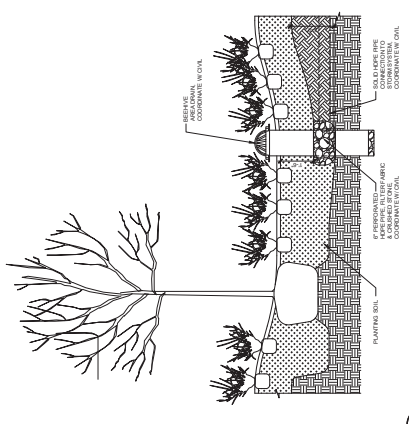 BEEHIVE
AREA DRAIN,
COORDINATE W/ CIVIL
SOLID HDPE PIPE
CONNECTION TO
STORM SYSTEM,
COORDINATE W/ CIVIL
6" PERFORATED
HDPE PIPE, FILTER FABRIC
& CRUSHED STONE,
COORDINATE W/ CIVIL
PLANTING SOIL